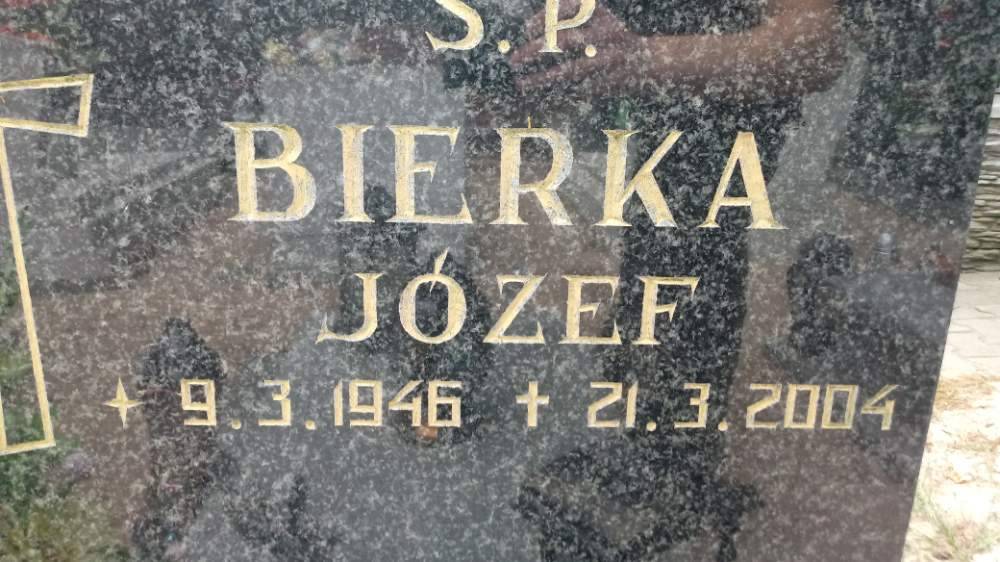 Ś.P.
BIERKA
JÓZEF
✦ 9.3.1946 ✝ 21.3.2004